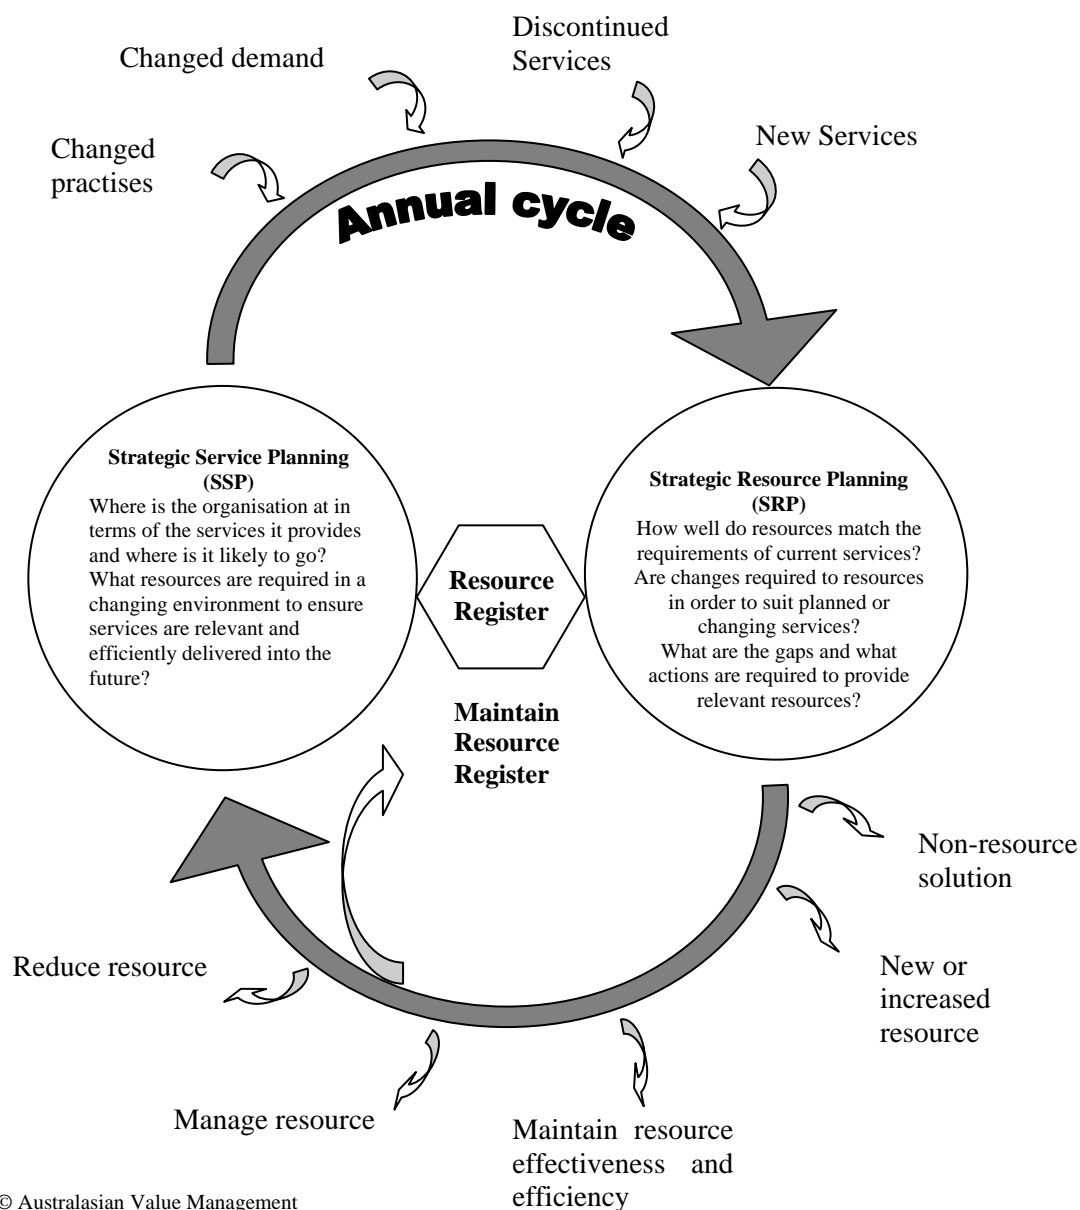 Discontinued
Services
Changed demand
New Services
Changed
practises
Annual cycle
Strategic Service Planning
(SSP)
Where is the organisation at in
terms of the services it provides
and where is it likely to go?
What resources are required in a
changing environment to ensure
services are relevant and
efficiently delivered into the
future?
Resource
Register
Strategic Resource Planning
(SRP)
How well do resources match the
requirements of current services?
Are changes required to resources
in order to suit planned or
changing services?
What are the gaps and what
actions are required to provide
relevant resources?
Maintain
Resource
Register
Non-resource
solution
New or
increased
resource
Reduce resource
Manage resource
Maintain resource
effectiveness and
efficiency
© Australasian Value Management